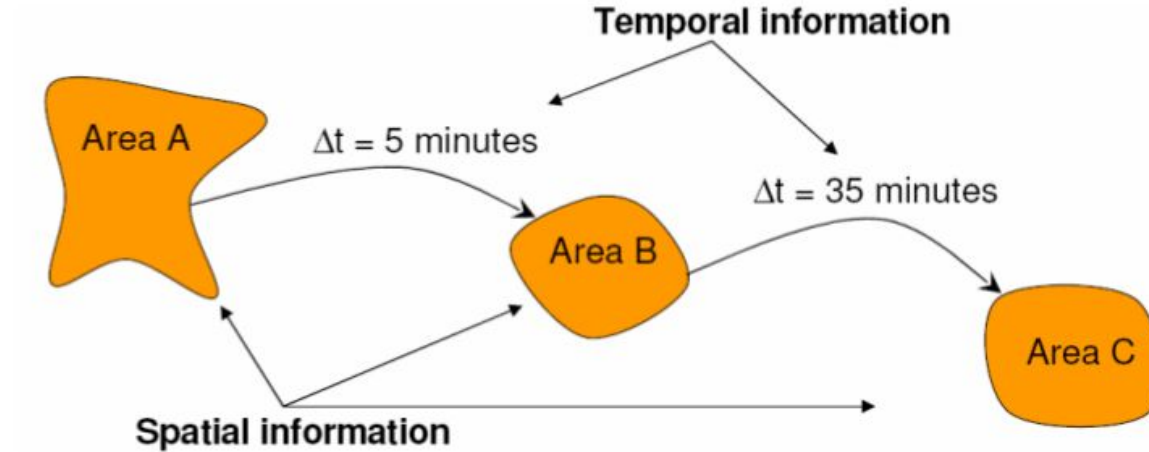 Temporal information
Area A
Δt = 5 minutes
Δt = 35 minutes
Area B
Area C
Spatial information